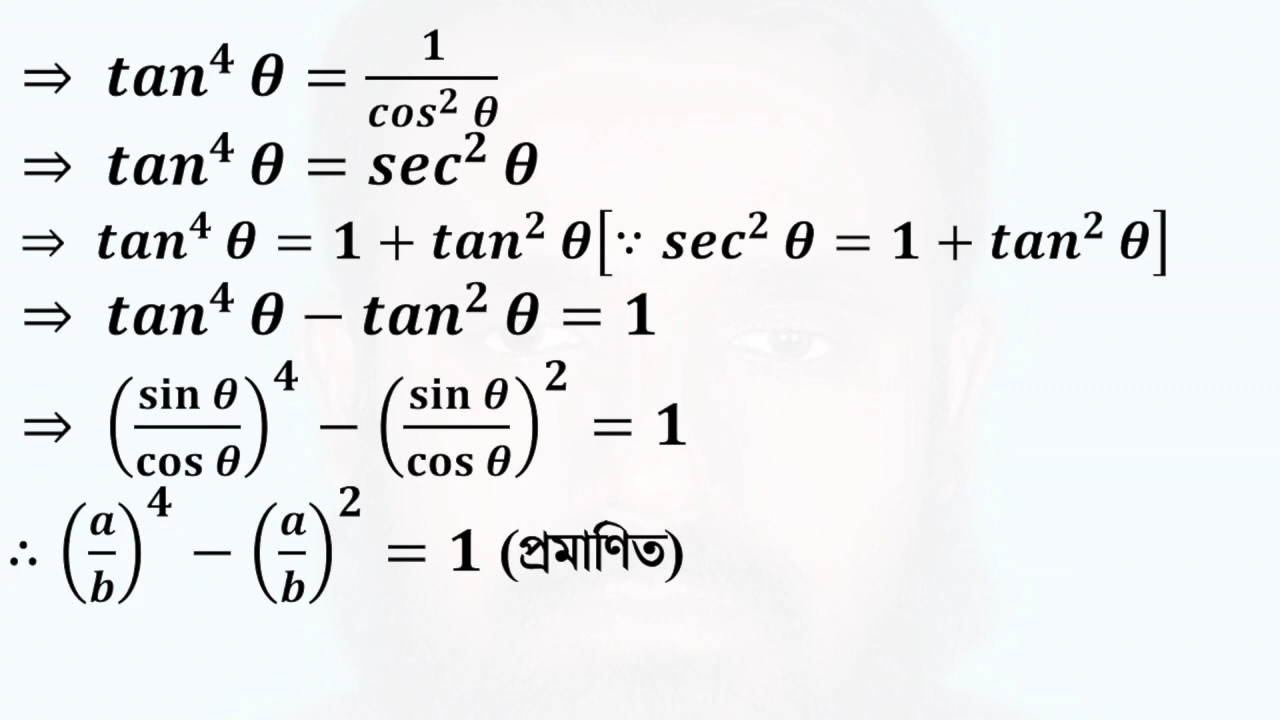 ⇒ tan⁴ θ = 1/cos² θ
⇒ tan⁴ θ = sec² θ
⇒ tan⁴ θ = 1 + tan² θ[∵ sec² θ = 1 + tan² θ]
⇒ tan⁴ θ − tan² θ = 1
⇒ (sin θ/cos θ)⁴ − (sin θ/cos θ)² = 1
∴ (a/b)⁴ − (a/b)² = 1 (প্রমাণিত)